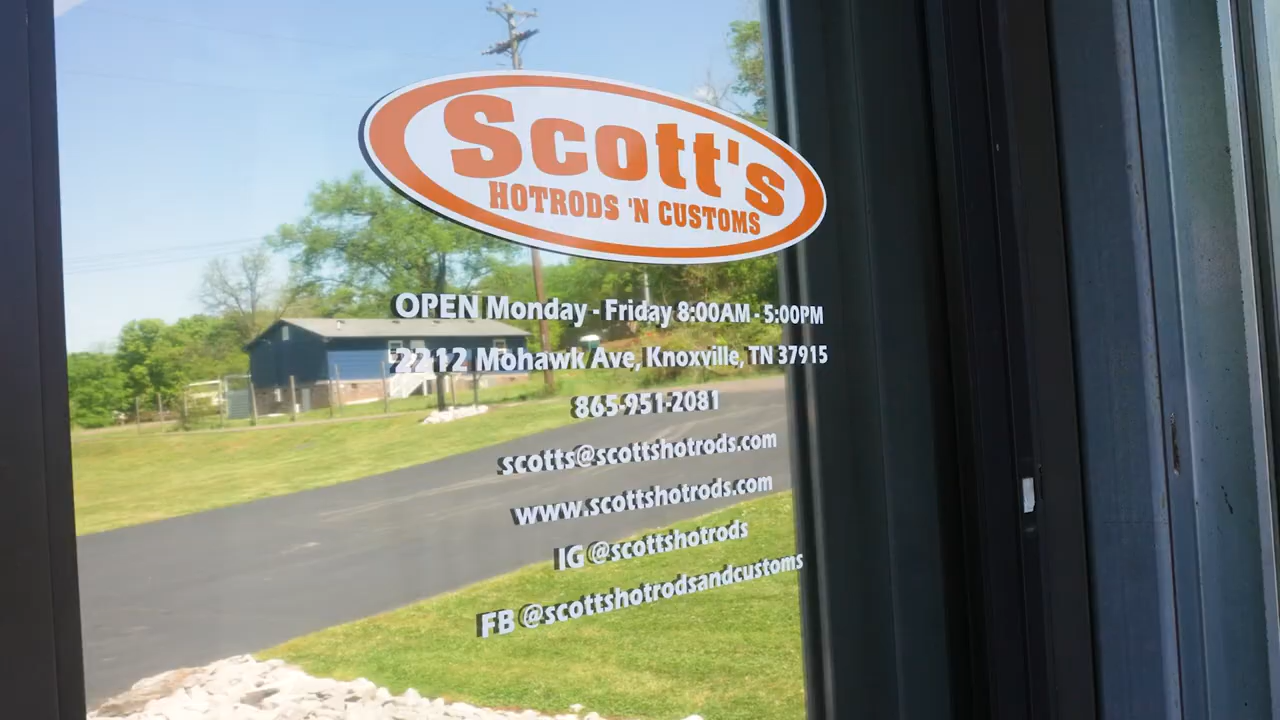 Scott's
HOTRODS 'N CUSTOMS
OPEN Monday - Friday 8:00AM - 5:00PM
2212 Mohawk Ave, Knoxville, TN 37915
865-951-2081
scotts@scottshotrods.com
www.scottshotrods.com
IG @scottshotrods
FB @scottshotrodsandcustoms